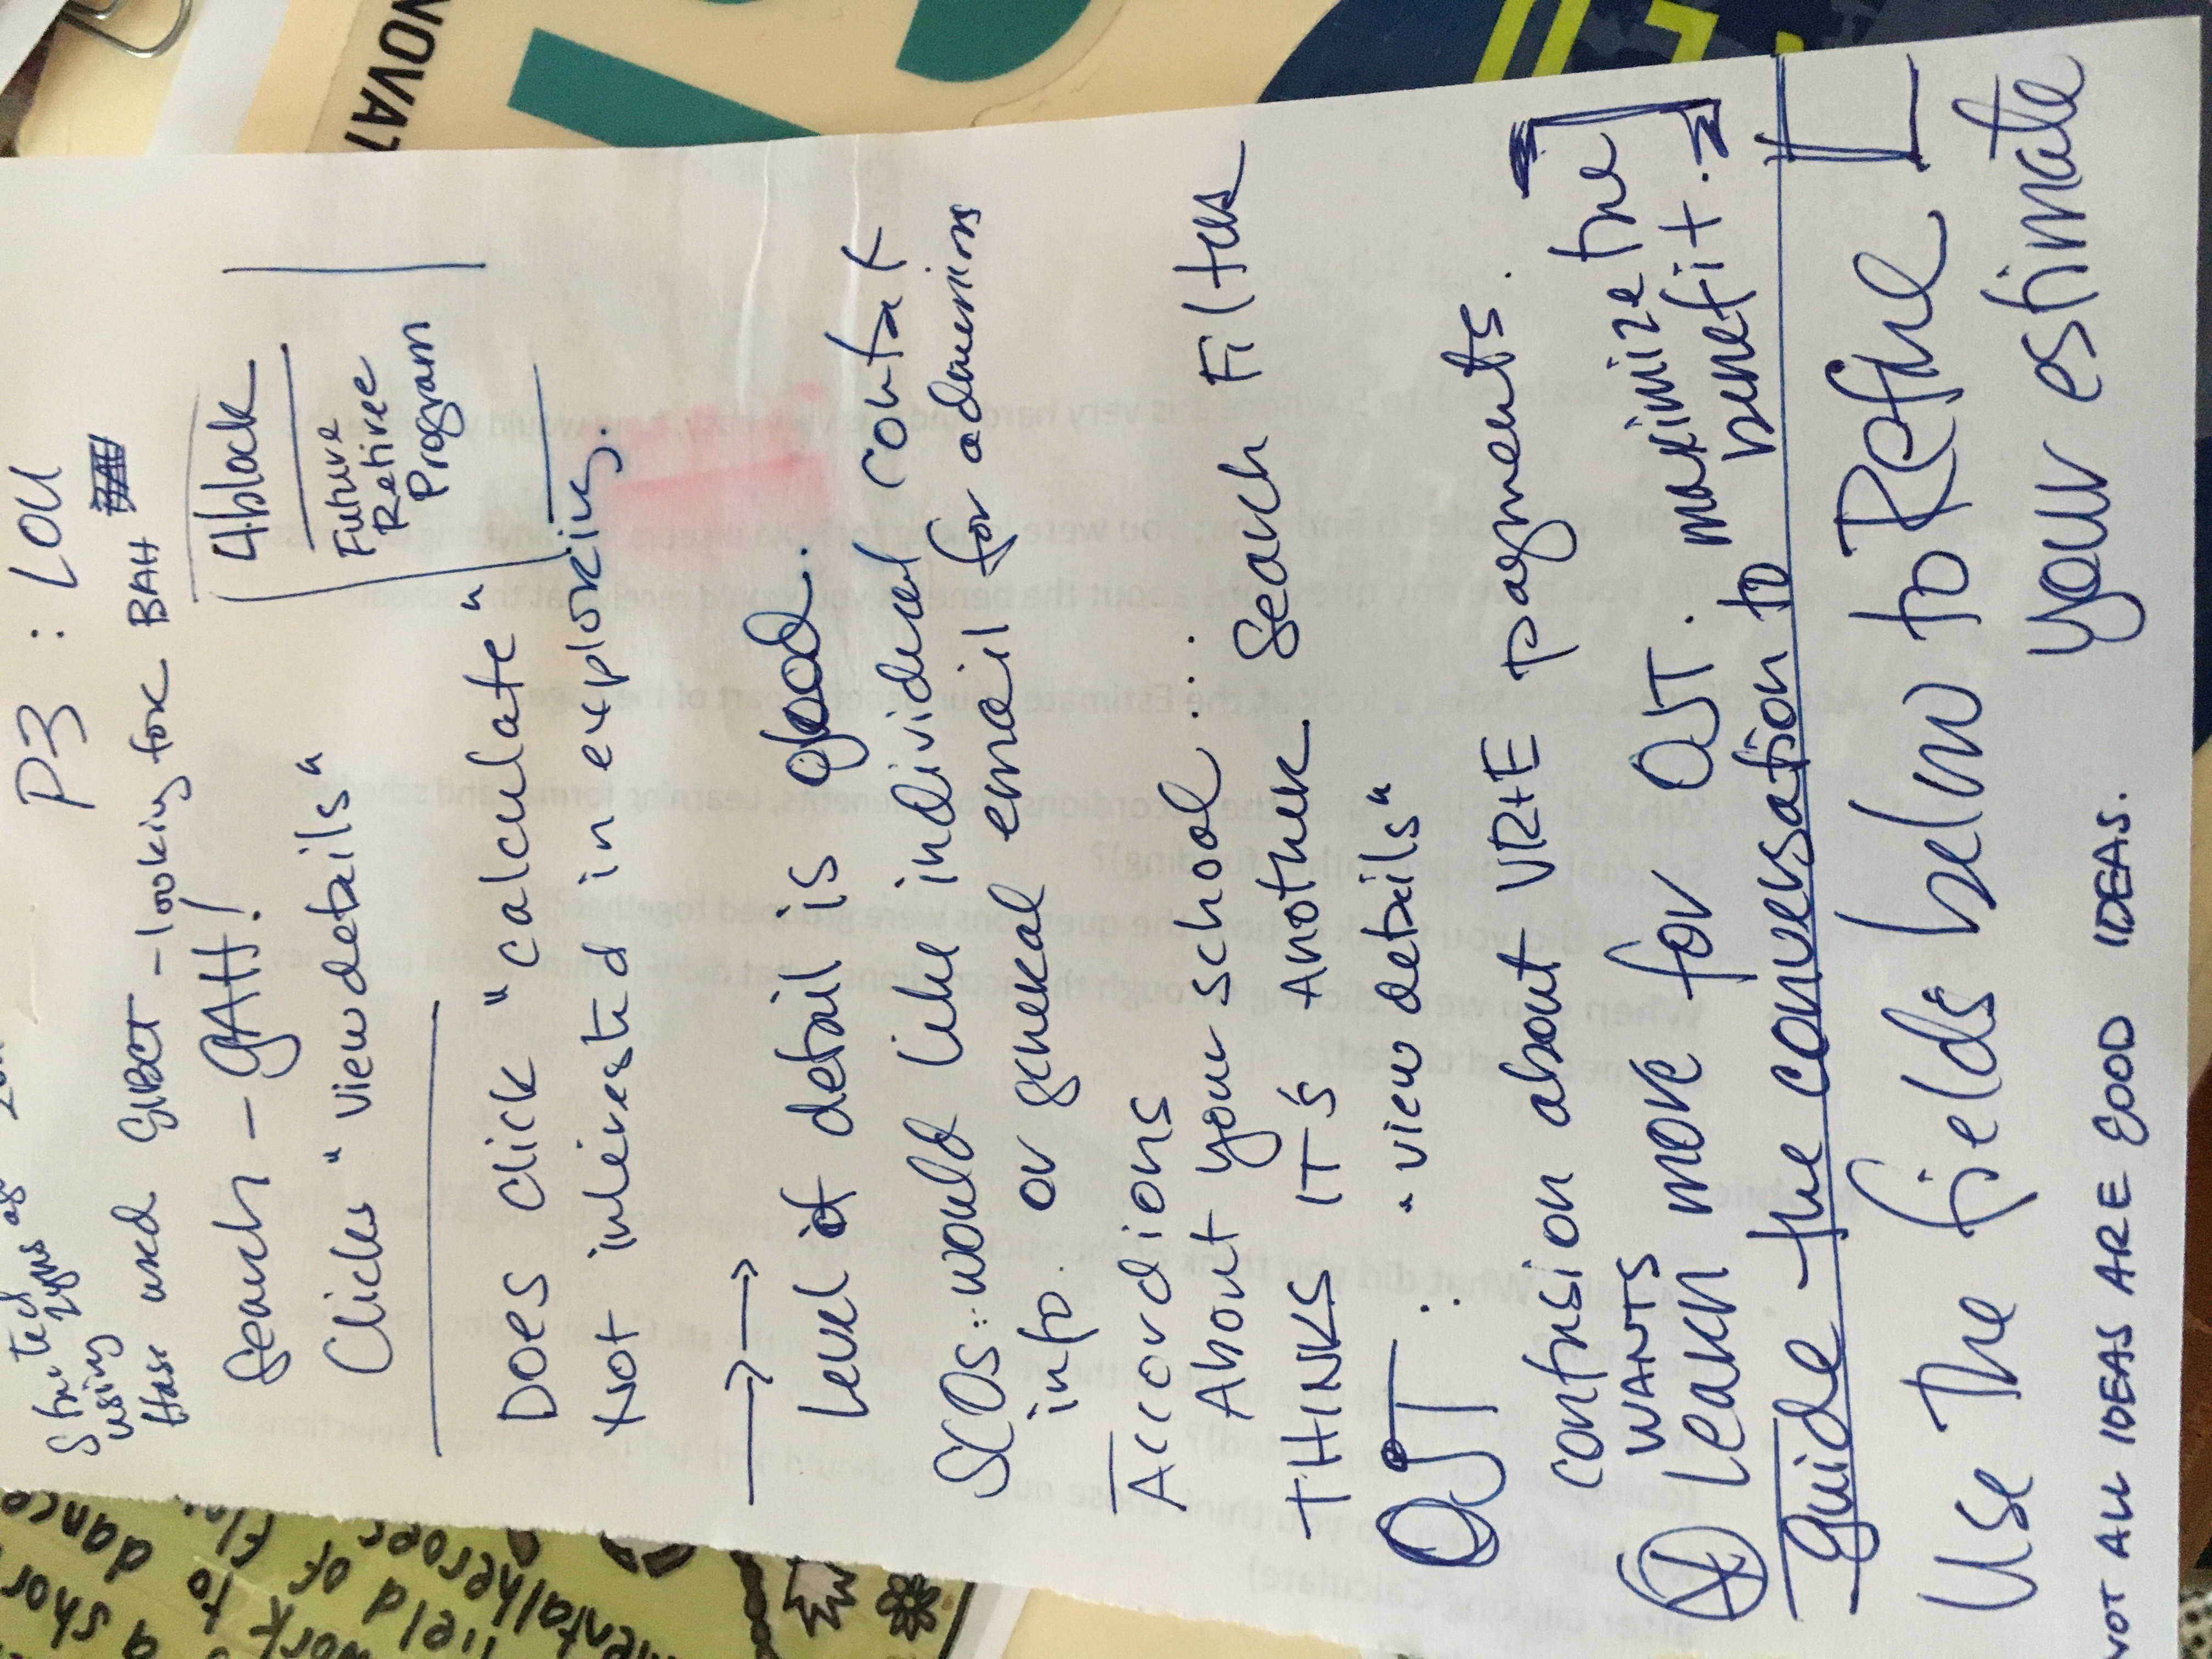 Started
using 2yrs ago
P3 : LOU
Has used GIBCT - looking for BAH
Search - GAH!
Clicks "view details"
4block
Future
Retiree
Program
Does click "calculate"
Not interested in exploring.
Level of detail is good.
SCOs: would like individual contact
info. or general email for admissions
Accordions
About your school...
THINKS IT'S ANOTHER Search Filter
OJT : "view details"
confusion about VR+E payments.
WANTS
Learn more for OJT.
guide the conversation to maximize the
benefit.
Use the fields below to Refine
your estimate
NOT ALL IDEAS ARE GOOD IDEAS.
a short
to dance
work
field of
mentalheroes
NOVAT